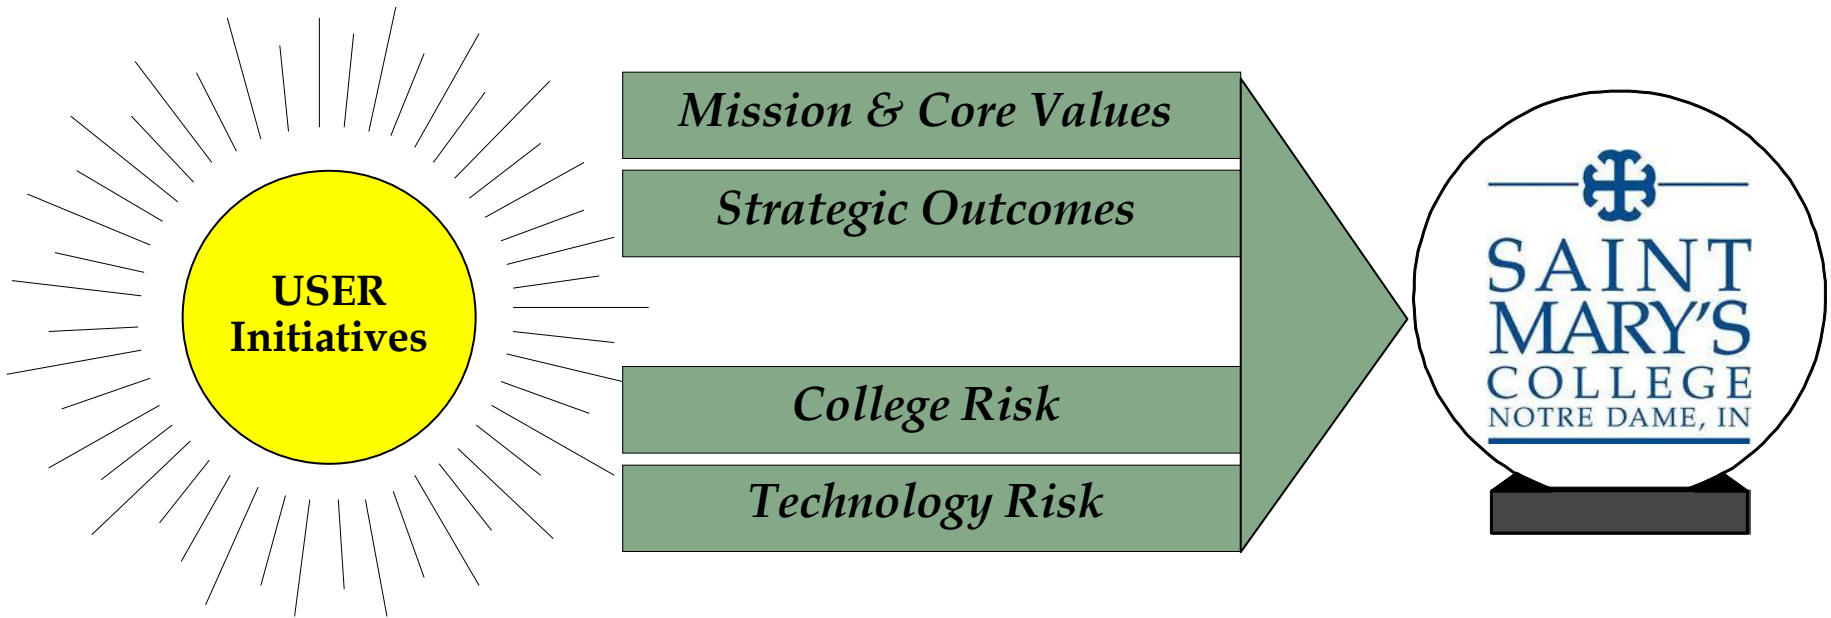 USER
Initiatives
Mission & Core Values
Strategic Outcomes
College Risk
Technology Risk
SAINT
MARY'S
COLLEGE
NOTRE DAME, IN